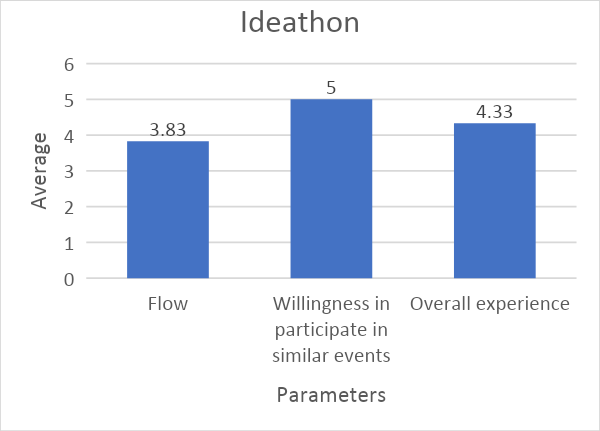 Ideathon
6
5
4
3
2
1
0
Average
3.83
5
4.33
Flow
Willingness in
participate in
similar events
Overall experience
Parameters